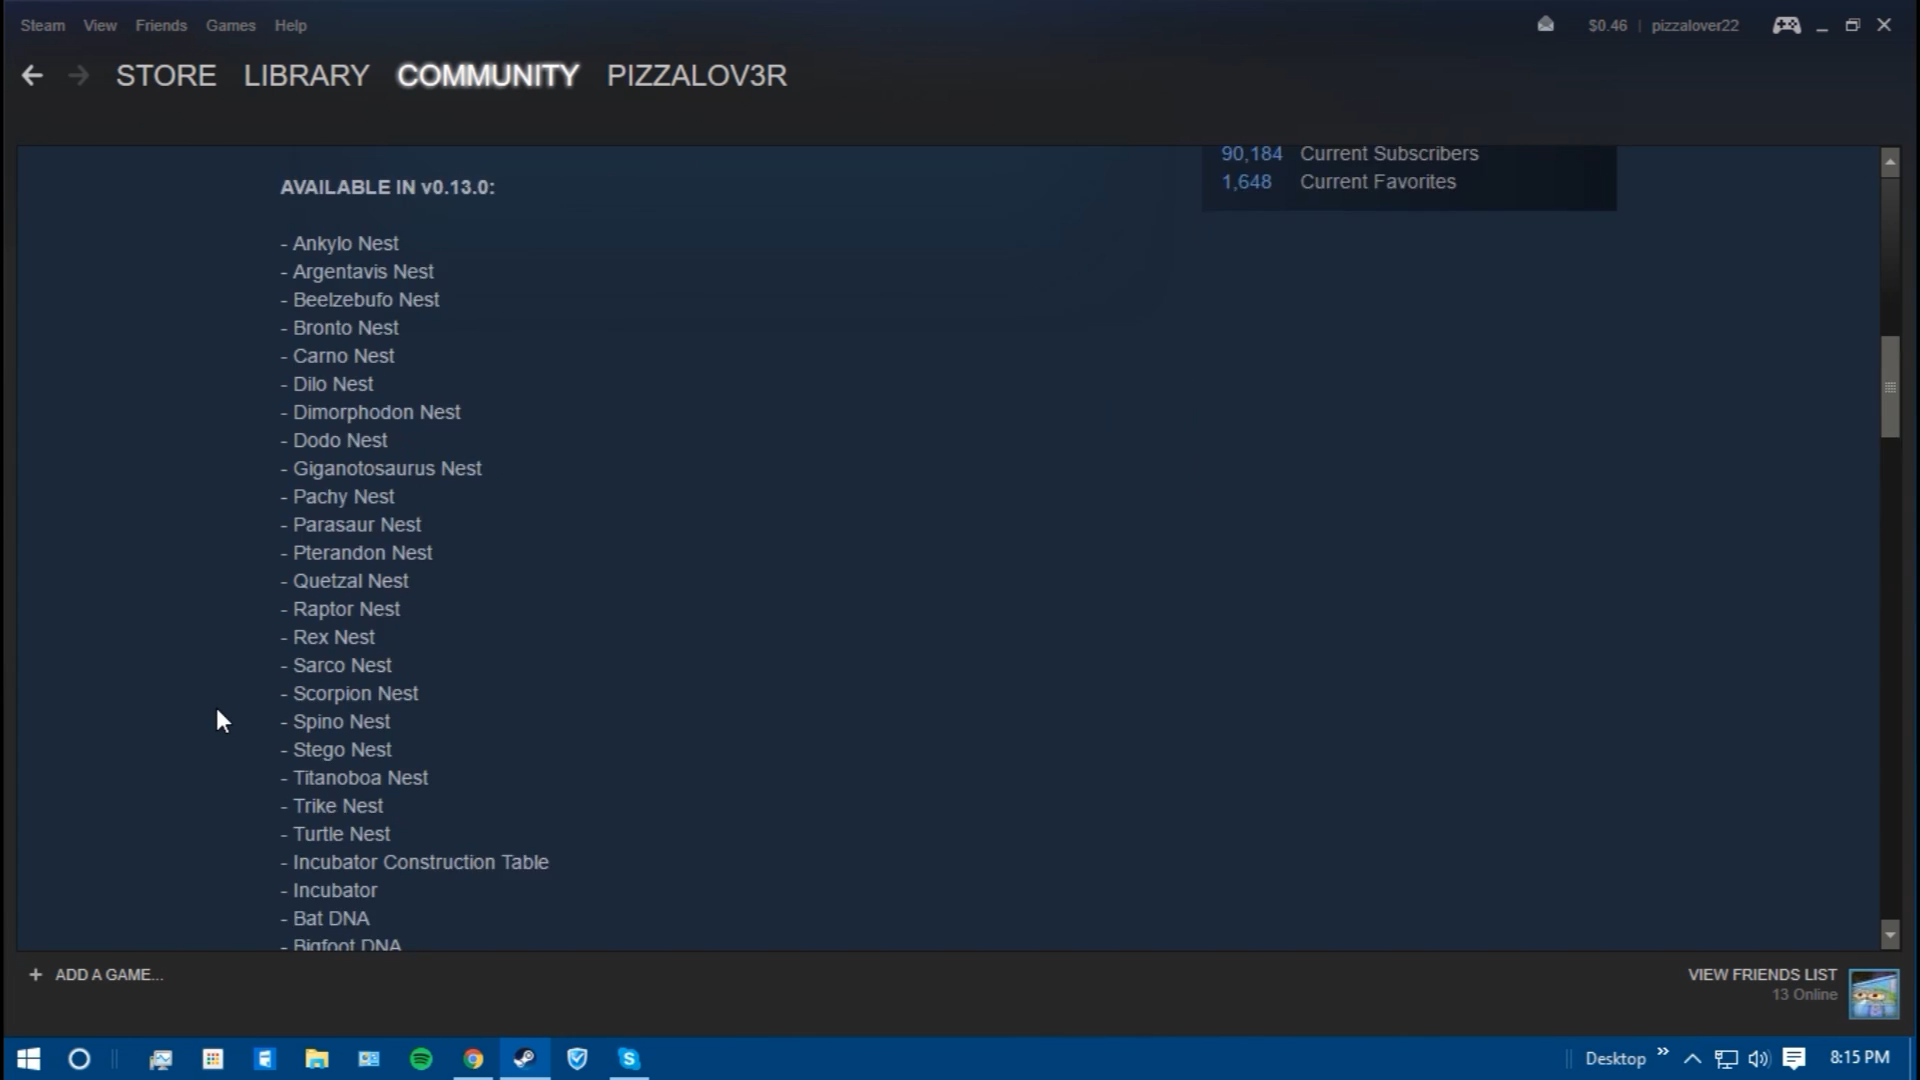 Steam View Friends Games Help
$0.46 | pizzalover22
STORE LIBRARY COMMUNITY PIZZALOV3R
90,184 Current Subscribers
1,648 Current Favorites
AVAILABLE IN v0.13.0:
- Ankylo Nest
- Argentavis Nest
- Beelzebufo Nest
- Bronto Nest
- Carno Nest
- Dilo Nest
- Dimorphodon Nest
- Dodo Nest
- Giganotosaurus Nest
- Pachy Nest
- Parasaur Nest
- Pterandon Nest
- Quetzal Nest
- Raptor Nest
- Rex Nest
- Sarco Nest
- Scorpion Nest
- Spino Nest
- Stego Nest
- Titanoboa Nest
- Trike Nest
- Turtle Nest
- Incubator Construction Table
- Incubator
- Bat DNA
- Bigfoot DNA
+ ADD A GAME...
VIEW FRIENDS LIST
13 Online
Desktop
8:15 PM